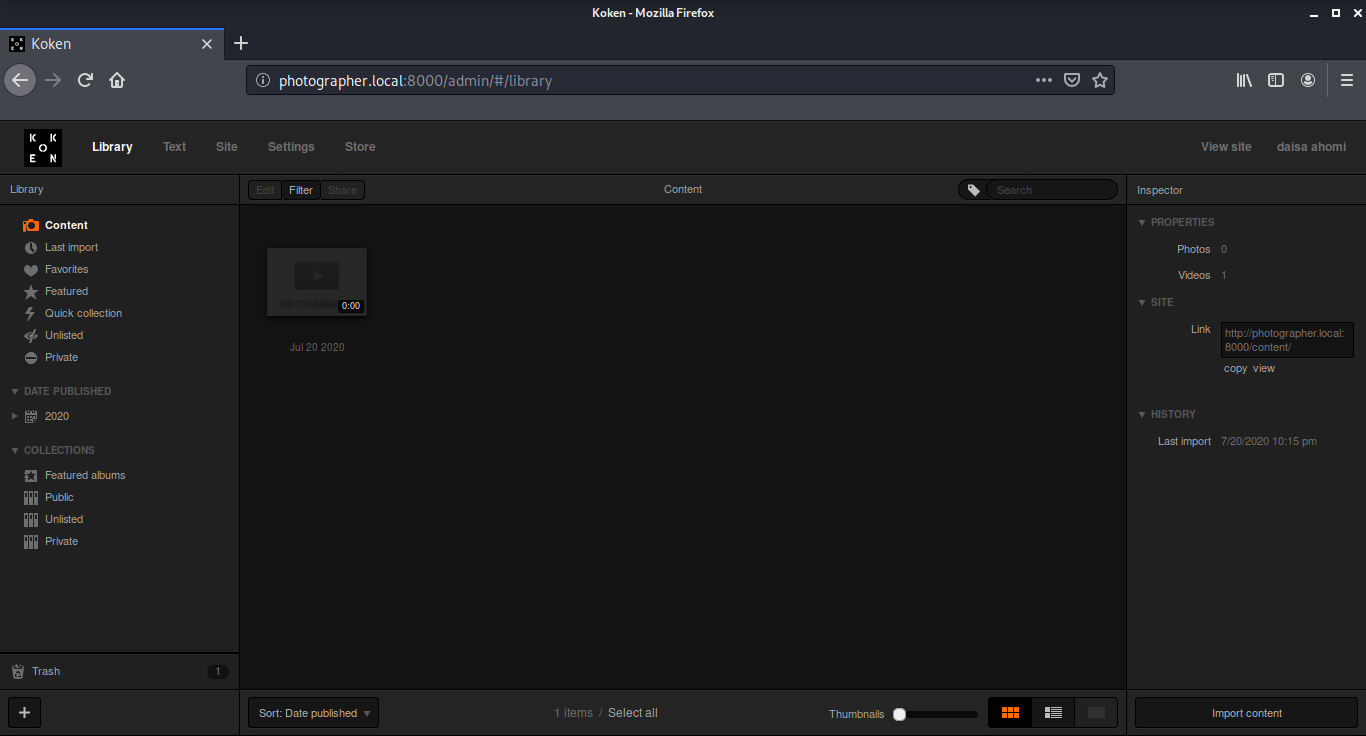 Koken - Mozilla Firefox
Koken
photographer.local:8000/admin/#/library
K K
O
E N
Library Text Site Settings Store
View site daisa ahomi
Library
Edit Filter Share
Content
Search
Inspector
Content
Last import
Favorites
Featured
Quick collection
Unlisted
Private
DATE PUBLISHED
2020
COLLECTIONS
Featured albums
Public
Unlisted
Private
Trash 1
0:00
Jul 20 2020
PROPERTIES
Photos 0
Videos 1
SITE
Link http://photographer.local:
8000/content/
copy view
HISTORY
Last import 7/20/2020 10:15 pm
Sort: Date published
1 items / Select all
Thumbnails
Import content